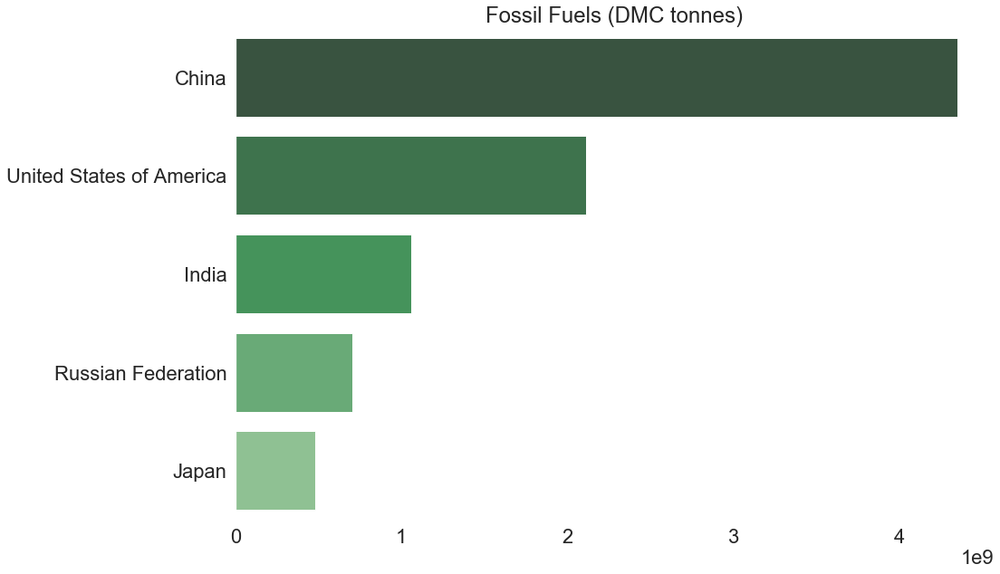 Fossil Fuels (DMC tonnes)
China
United States of America
India
Russian Federation
Japan
0 1 2 3 4
1e9